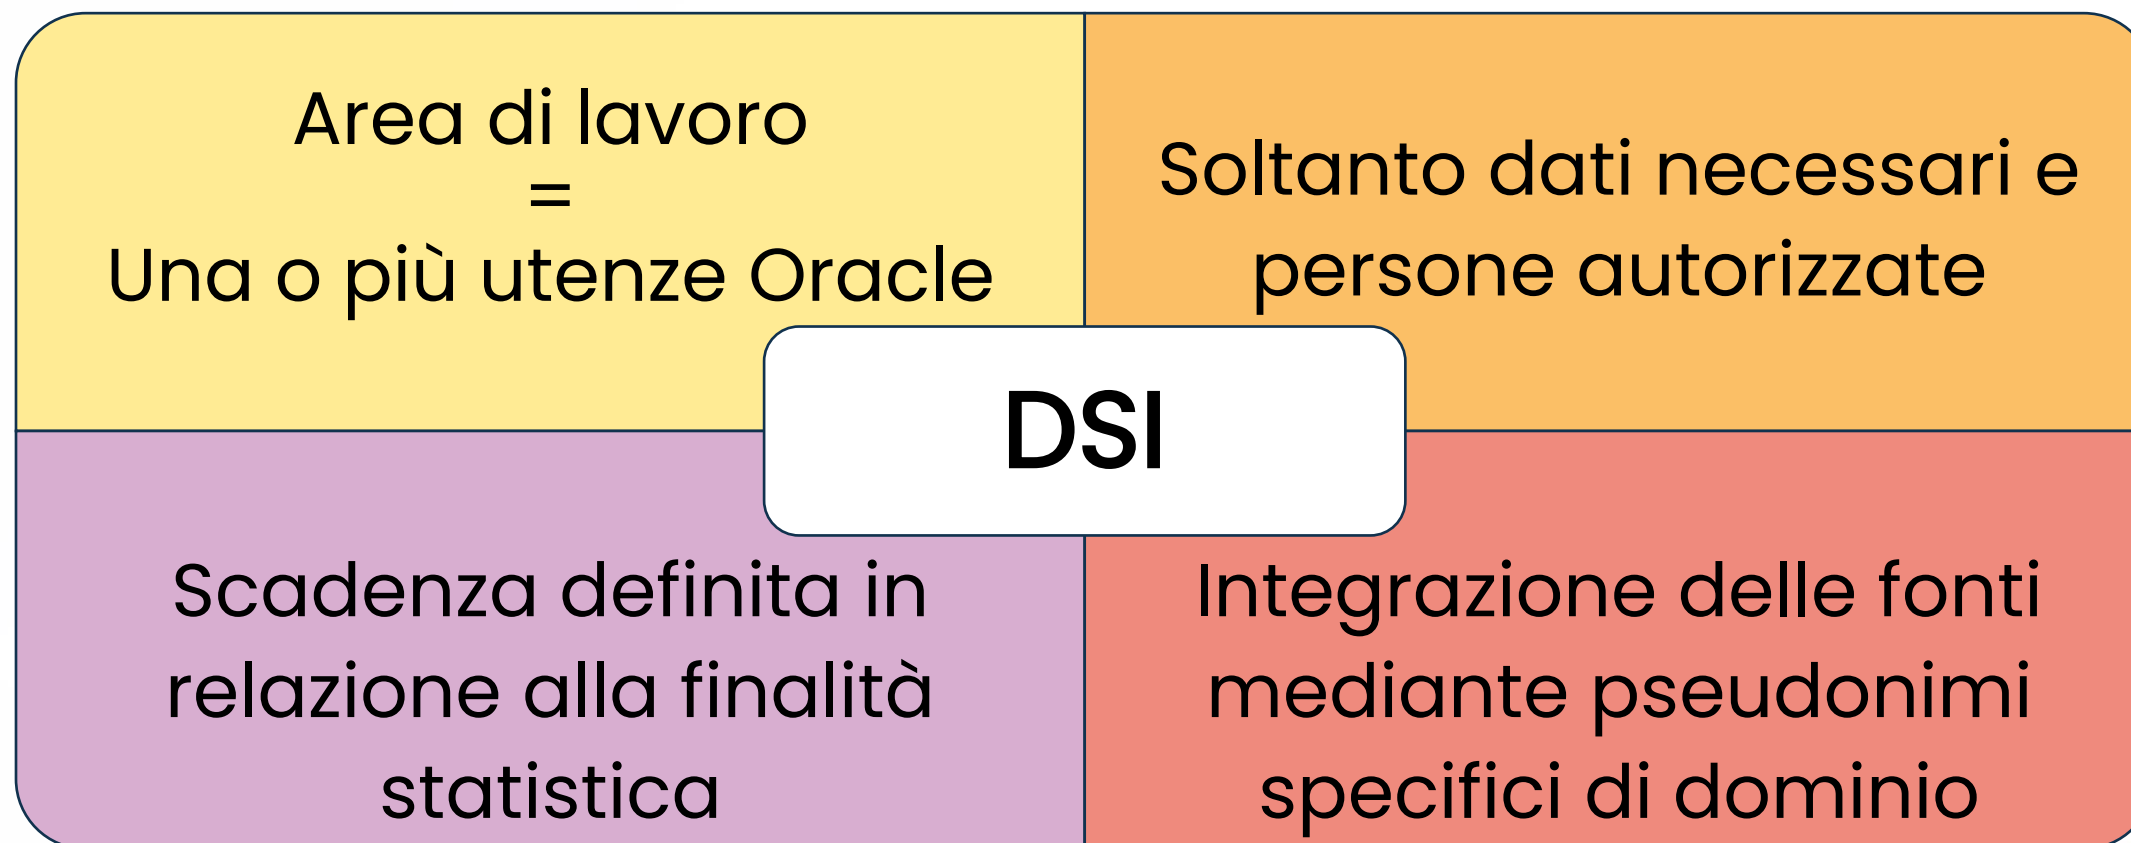 Area di lavoro
=
Una o più utenze Oracle
Soltanto dati necessari e
persone autorizzate
DSI
Scadenza definita in
relazione alla finalità
statistica
Integrazione delle fonti
mediante pseudonimi
specifici di dominio